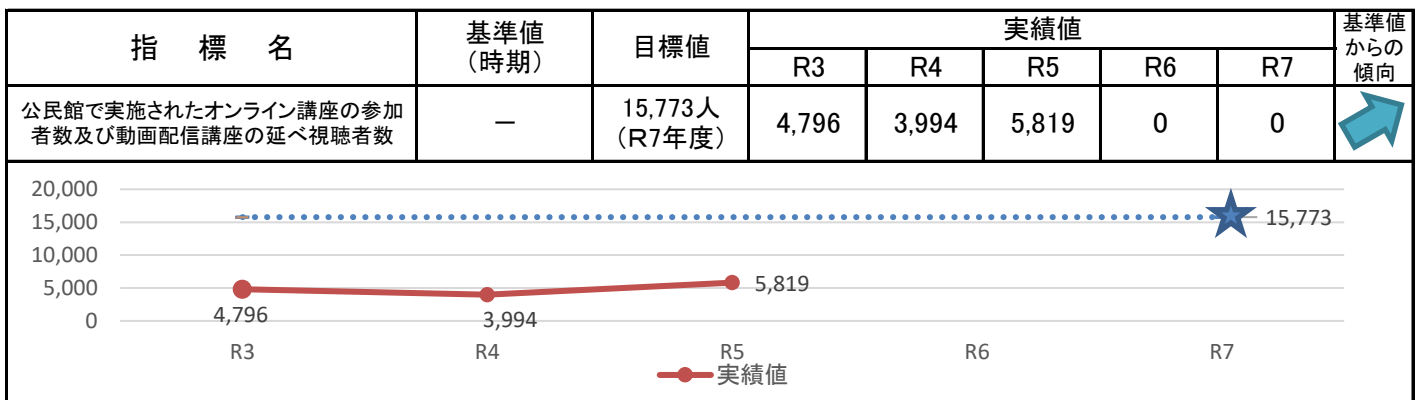 指　標　名
基準値
（時期）
目標値
実績値
基準値
からの
傾向
R3 R4 R5 R6 R7
公民館で実施されたオンライン講座の参加
者数及び動画配信講座の延べ視聴者数
－
15,773人
（R7年度）
4,796 3,994 5,819 0 0
20,000
15,000
10,000
5,000
0
15,773
5,819
4,796
3,994
R3 R4 R5 R6 R7
実績値